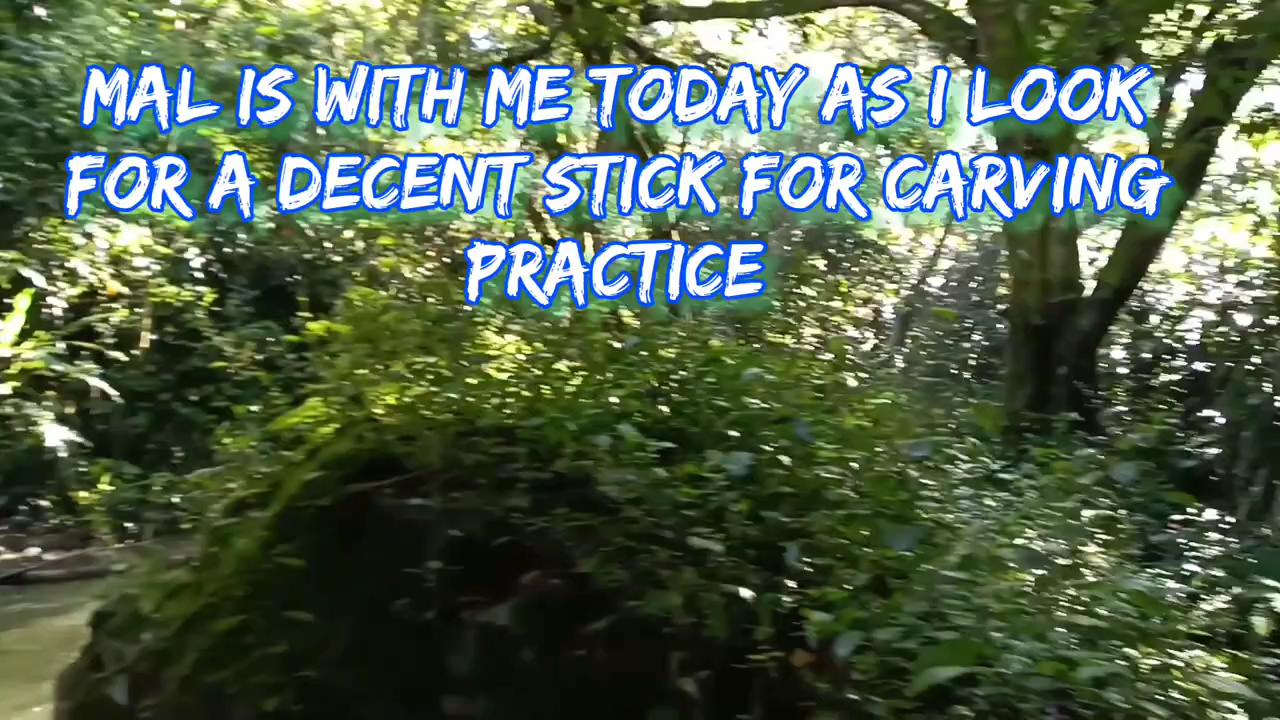 MAL IS WITH ME TODAY AS I LOOK
FOR A DECENT STICK FOR CARVING
PRACTICE